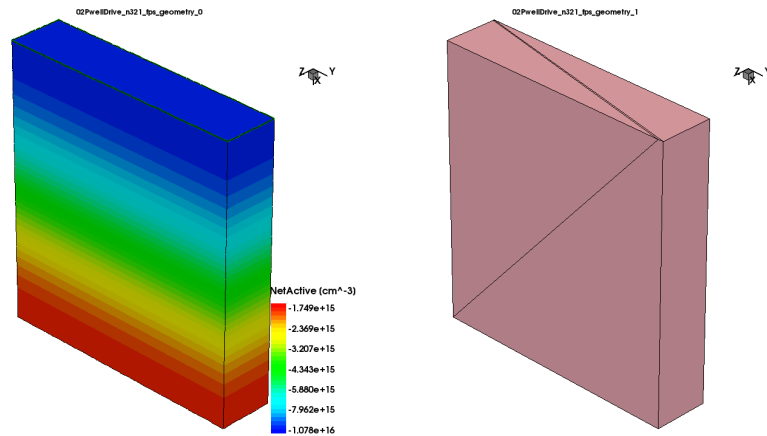 02PwellDrive_n321_fps_geometry_0
02PwellDrive_n321_fps_geometry_1
Z Y
X
Z Y
X
NetActive [cm^-3]
-1.749e+15
-2.369e+15
-3.207e+15
-4.343e+15
-5.880e+15
-7.962e+15
-1.078e+16